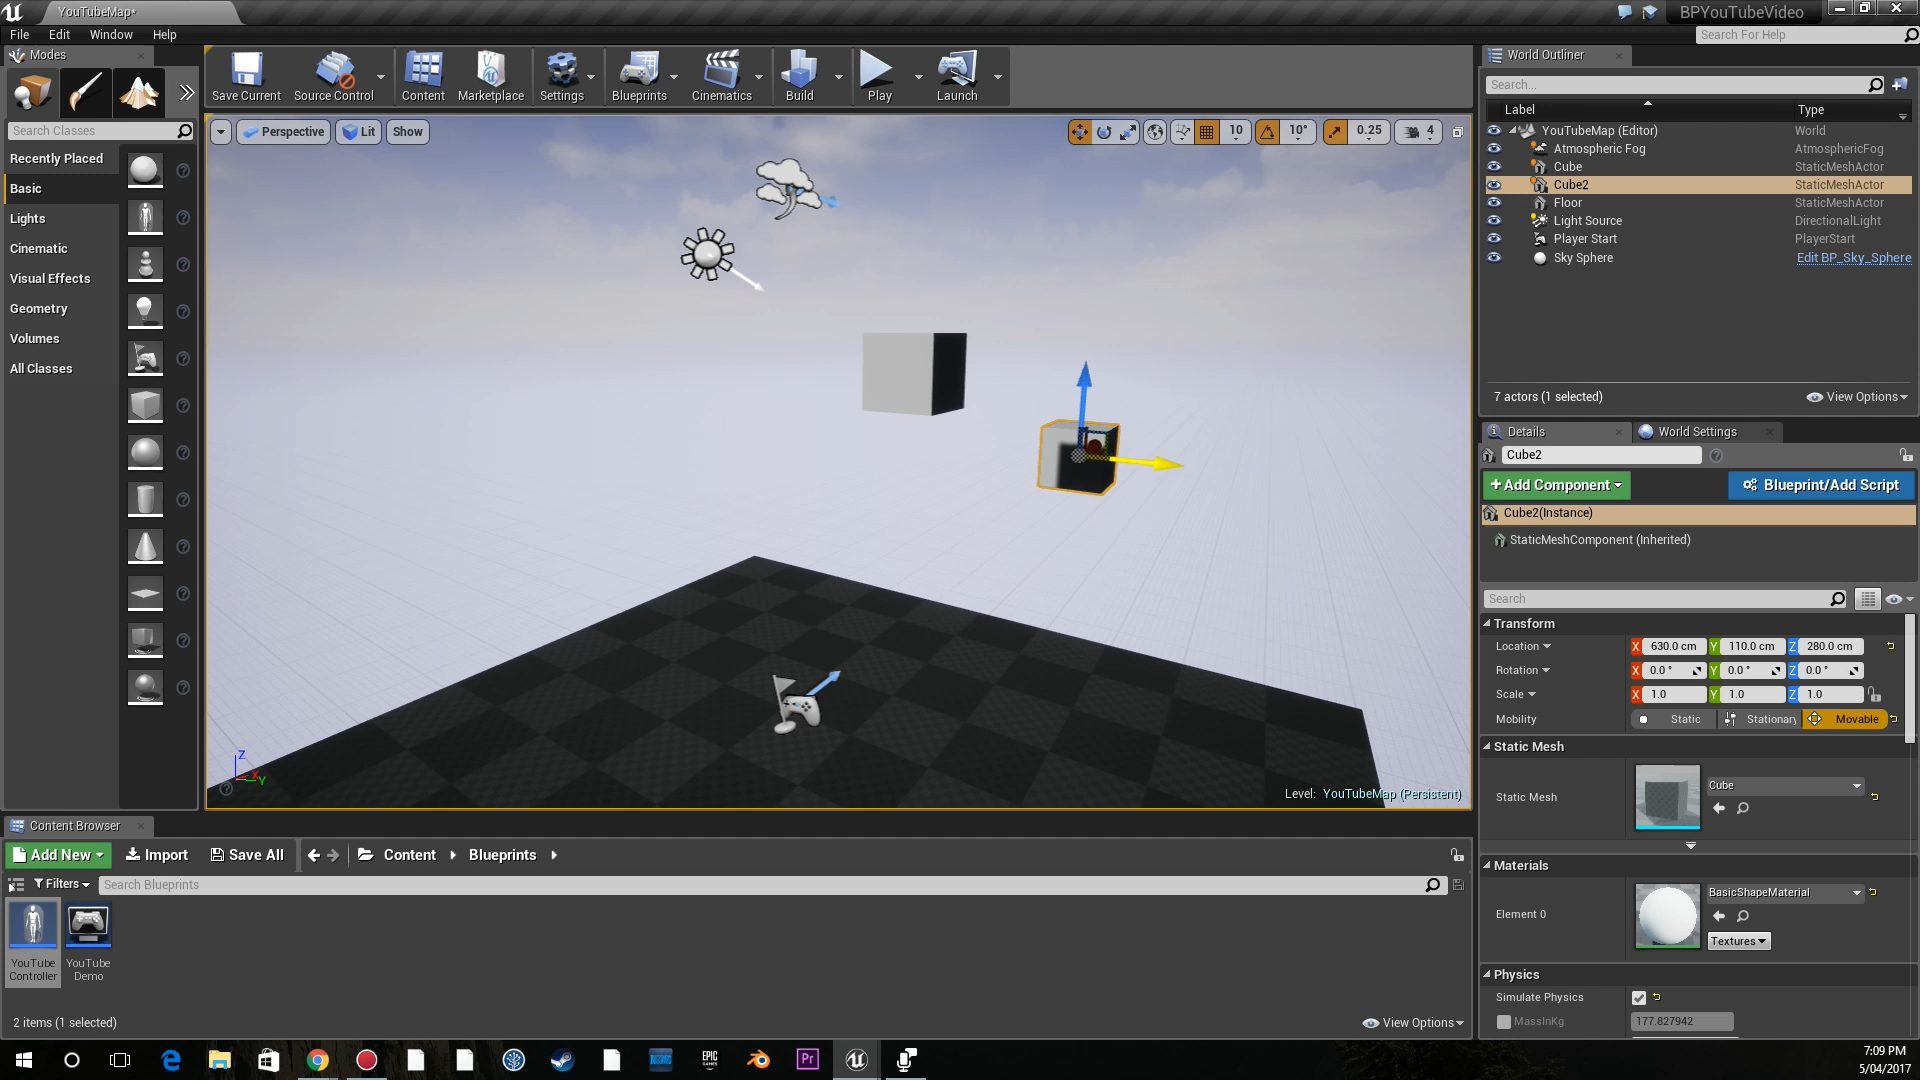 YouTubeMap*
BPYouTubeVideo
File Edit Window Help
Search For Help
Modes
Search Classes
Recently Placed
Basic
Lights
Cinematic
Visual Effects
Geometry
Volumes
All Classes
Save Current
Source Control
Content
Marketplace
Settings
Blueprints
Cinematics
Build
Play
Launch
Perspective
Lit
Show
10
10°
0.25
4
Z
X
Y
Level: YouTubeMap (Persistent)
World Outliner
Search...
Label Type
YouTubeMap (Editor) World
Atmospheric Fog AtmosphericFog
Cube StaticMeshActor
Cube2 StaticMeshActor
Floor StaticMeshActor
Light Source DirectionalLight
Player Start PlayerStart
Sky Sphere Edit BP_Sky_Sphere
7 actors (1 selected)
View Options
Details
World Settings
Cube2
+Add Component
Blueprint/Add Script
Cube2(Instance)
StaticMeshComponent (Inherited)
Search
Transform
Location X 630.0 cm Y 110.0 cm Z 280.0 cm
Rotation X 0.0 ° Y 0.0 ° Z 0.0 °
Scale X 1.0 Y 1.0 Z 1.0
Mobility Static Stationary Movable
Static Mesh
Static Mesh
Cube
Materials
Element 0
BasicShapeMaterial
Textures
Physics
Simulate Physics
MassInKg 177.827942
Content Browser
Add New
Import
Save All
Content
Blueprints
Filters
Search Blueprints
YouTube
Controller
YouTube
Demo
2 items (1 selected)
View Options
EPIC
GAMES
Pr
7:09 PM
5/04/2017